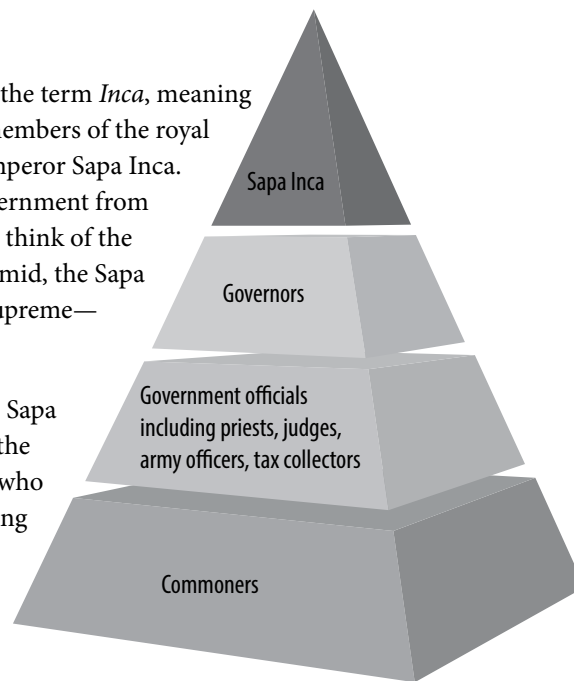 the term Inca, meaning
members of the royal
mperor Sapa Inca.
ernment from
think of the
mid, the Sapa
upreme—
Sapa
the
who
ng
Sapa Inca
Governors
Government officials
including priests, judges,
army officers, tax collectors
Commoners